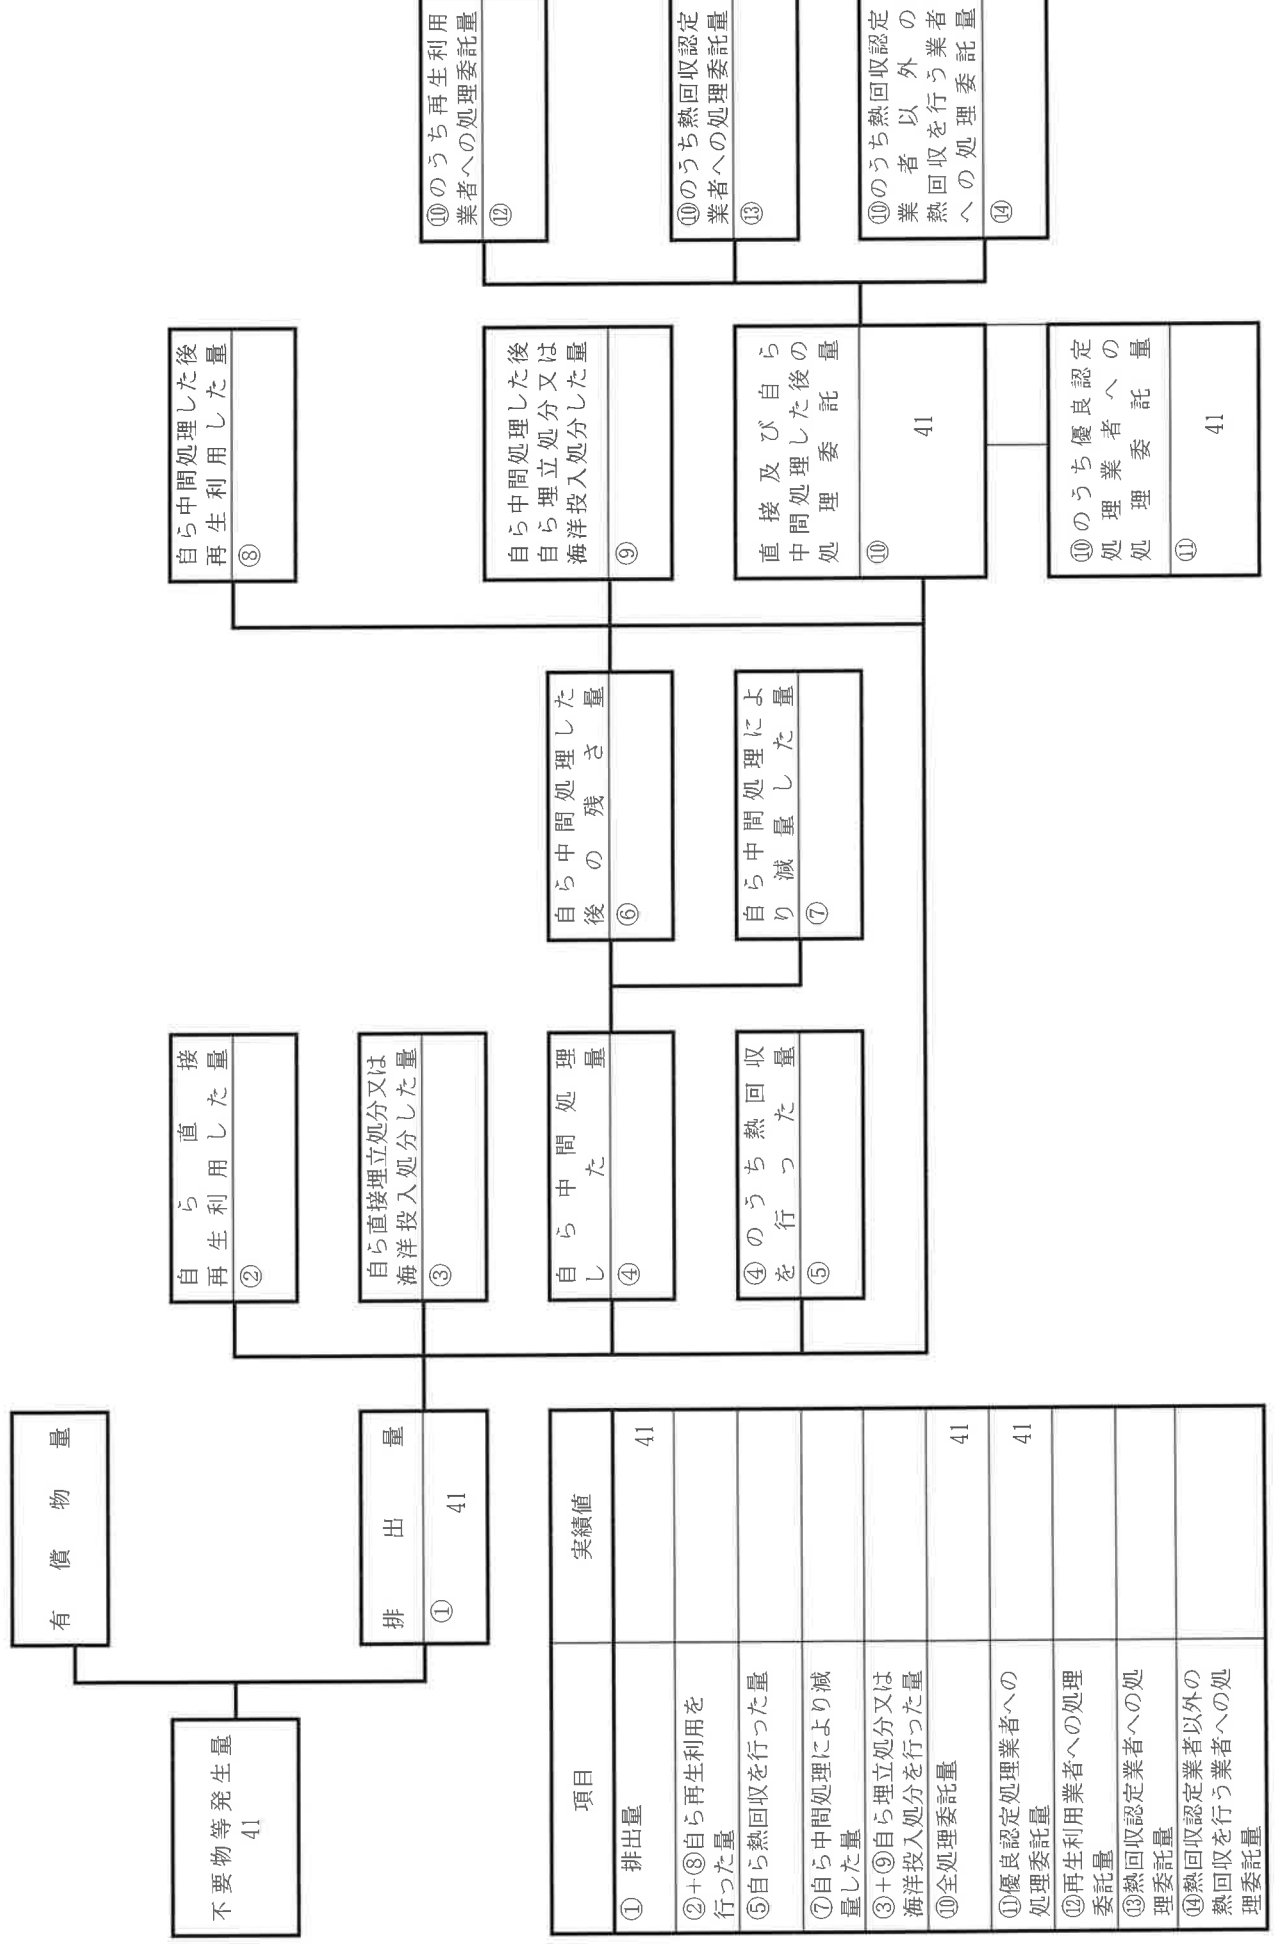 不要物等発生量
41
有償物量
排出量
①
41
自ら直接
再生利用した量
②
自ら直接埋立処分又は
海洋投入処分した量
③
自ら中間処理
した量
④
④のうち熱回収
を行った量
⑤
自ら中間処理した
後の残さ量
⑥
自ら中間処理によ
り減量した量
⑦
自ら中間処理した後
再生利用した量
⑧
自ら中間処理した後
自ら埋立処分又は
海洋投入処分した量
⑨
直接及び自ら
中間処理した後の
処理委託量
⑩
41
⑩のうち優良認定
処理業者への
処理委託量
⑪
41
⑩のうち再生利用
業者への処理委託量
⑫
⑩のうち熱回収認定
業者への処理委託量
⑬
⑩のうち熱回収認定
業者以外の
熱回収を行う業者
への処理委託量
⑭
項目 実績値
① 排出量 41
②+⑧自ら再生利用を
行った量
⑤自ら熱回収を行った量
⑦自ら中間処理により減
量した量
③+⑨自ら埋立処分又は
海洋投入処分を行った量
⑩全処理委託量 41
⑪優良認定処理業者への
処理委託量 41
⑫再生利用業者への処理
委託量
⑬熱回収認定業者への処
理委託量
⑭熱回収認定業者以外の
熱回収を行う業者への処
理委託量